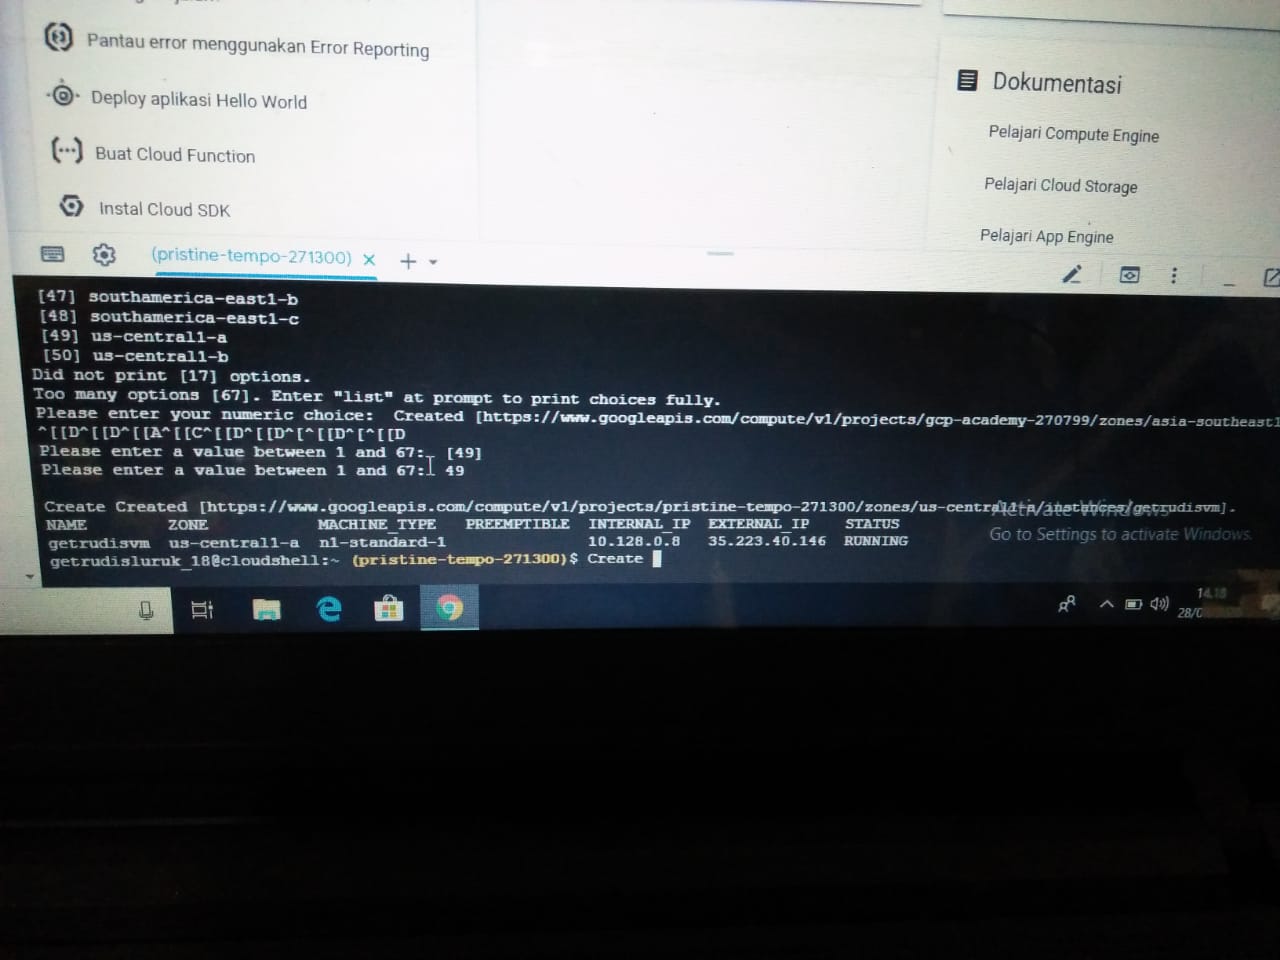 Pantau error menggunakan Error Reporting
Deploy aplikasi Hello World
Buat Cloud Function
Instal Cloud SDK
Dokumentasi
Pelajari Compute Engine
Pelajari Cloud Storage
Pelajari App Engine
(pristine-tempo-271300)
[47] southamerica-east1-b
[48] southamerica-east1-c
[49] us-central1-a
[50] us-central1-b
Did not print [17] options.
Too many options [67]. Enter "list" at prompt to print choices fully.
Please enter your numeric choice:  Created [https://www.googleapis.com/compute/v1/projects/gcp-academy-270799/zones/asia-southeast1
^[[D^[[D^[[A^[[C^[[D^[[D^[^[[D^[^[[D
Please enter a value between 1 and 67:  [49]
Please enter a value between 1 and 67:  49
Create Created [https://www.googleapis.com/compute/v1/projects/pristine-tempo-271300/zones/us-central1-a/instances/getrudisvm].
NAME ZONE MACHINE_TYPE PREEMPTIBLE INTERNAL_IP EXTERNAL_IP STATUS
getrudisvm us-central1-a n1-standard-1 10.128.0.8 35.223.40.146 RUNNING
getrudisluruk_18@cloudshell:~ (pristine-tempo-271300)$ Create
Activate Windows
Go to Settings to activate Windows.
14.18
28/0